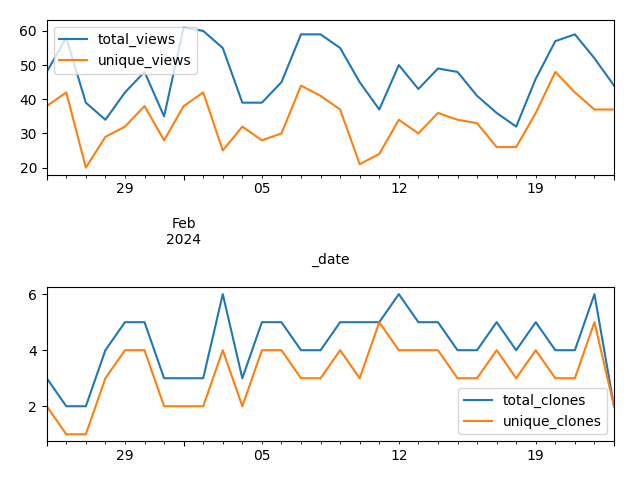 60
50
40
30
20
total_views
unique_views
29
05
12
19
Feb
2024
_date
6
4
2
total_clones
unique_clones
29
05
12
19